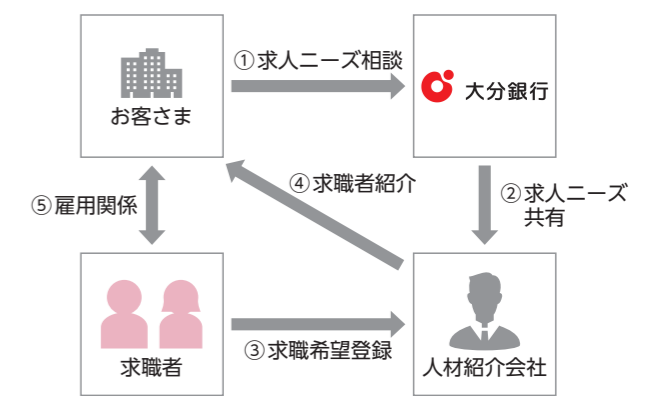 ①求人ニーズ相談
お客さま
大分銀行
④求職者紹介
②求人ニーズ
共有
⑤雇用関係
③求職希望登録
求職者
人材紹介会社